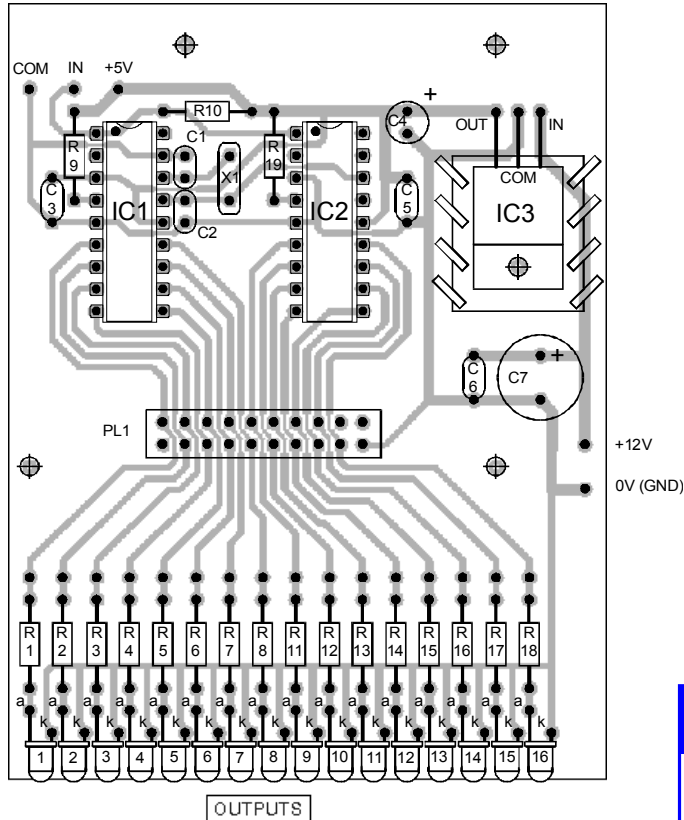 COM IN +5V
R10
+
C4
OUT IN
C1
R
9
R
19
X1
COM
C
3
IC1
IC2
C
5
IC3
C2
+
C
6
C7
PL1
+12V
0V (GND)
R R R R R R R R R R R R R R R R
1 2 3 4 5 6 7 8 11 12 13 14 15 16 17 18
a a a a a a a a a a a a a a a a
k k k k k k k k k k k k k k k k
1 2 3 4 5 6 7 8 9 10 11 12 13 14 15 16
OUTPUTS